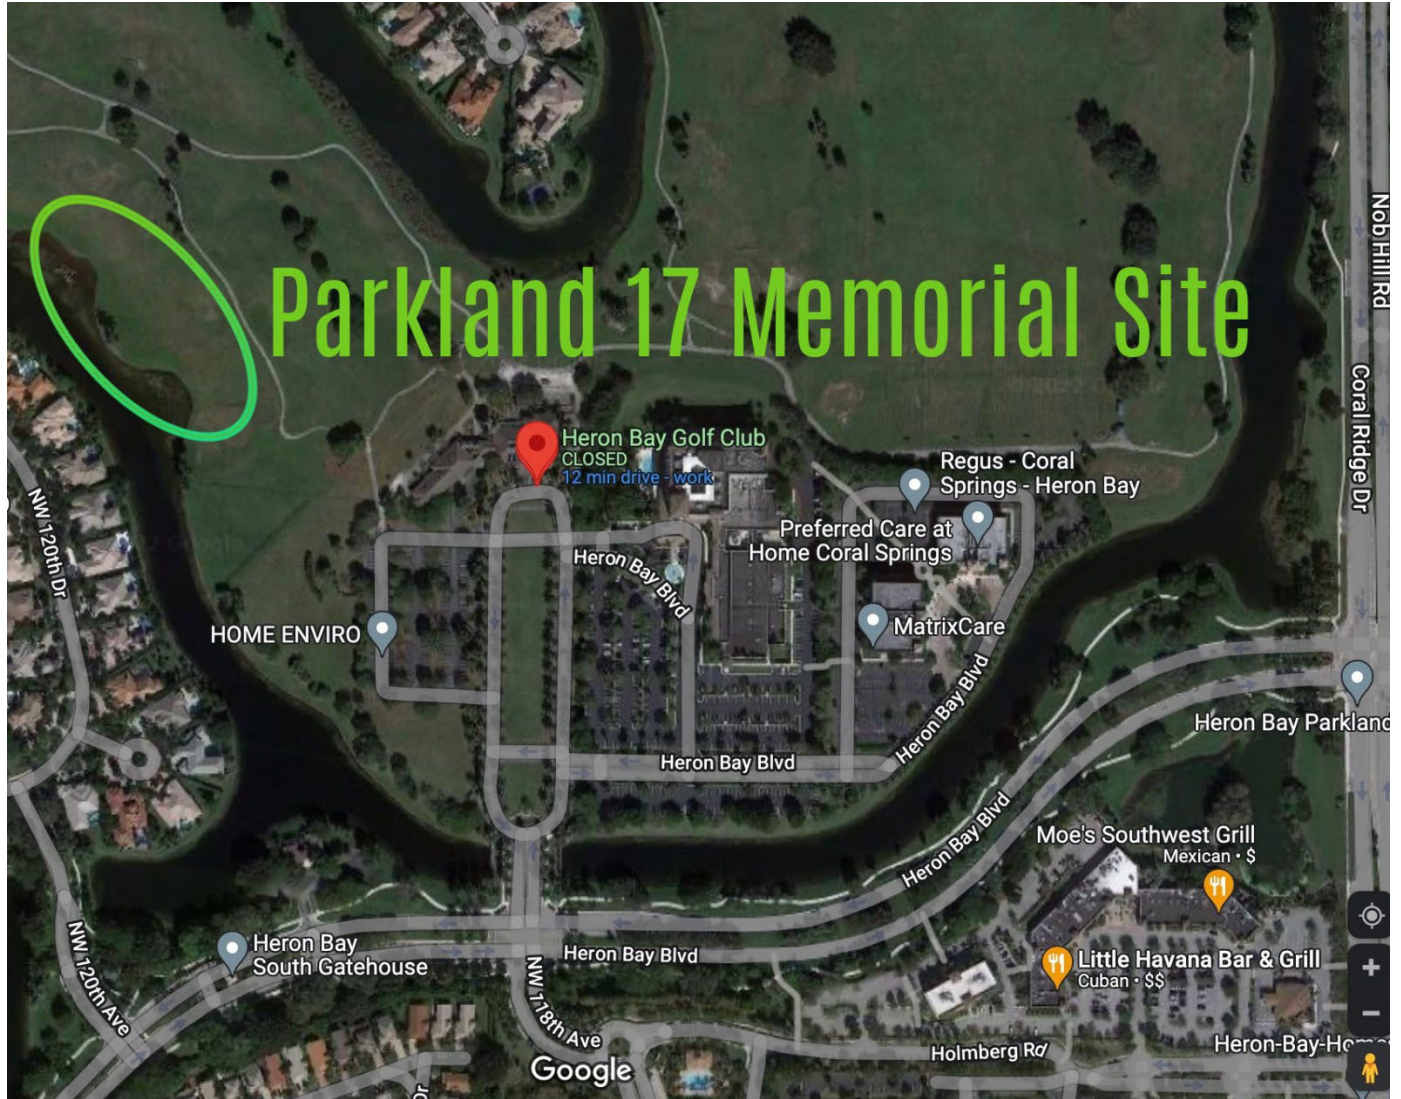 Nob Hill Rd
Parkland 17 Memorial Site
Coral Ridge Dr
Heron Bay Golf Club
CLOSED
12 min drive - work
Regus - Coral
Springs - Heron Bay
NW 120th Dr
Preferred Care at
Home Coral Springs
Heron Bay Blvd
HOME ENVIRO
MatrixCare
Heron Bay Blvd
Heron Bay Parkland
Heron Bay Blvd
Heron Bay Blvd
Moe's Southwest Grill
Mexican • $
NW 120th Ave
Heron Bay
South Gatehouse
Heron Bay Blvd
Little Havana Bar & Grill
Cuban • $$
NW 118th Ave
Holmberg Rd
Google